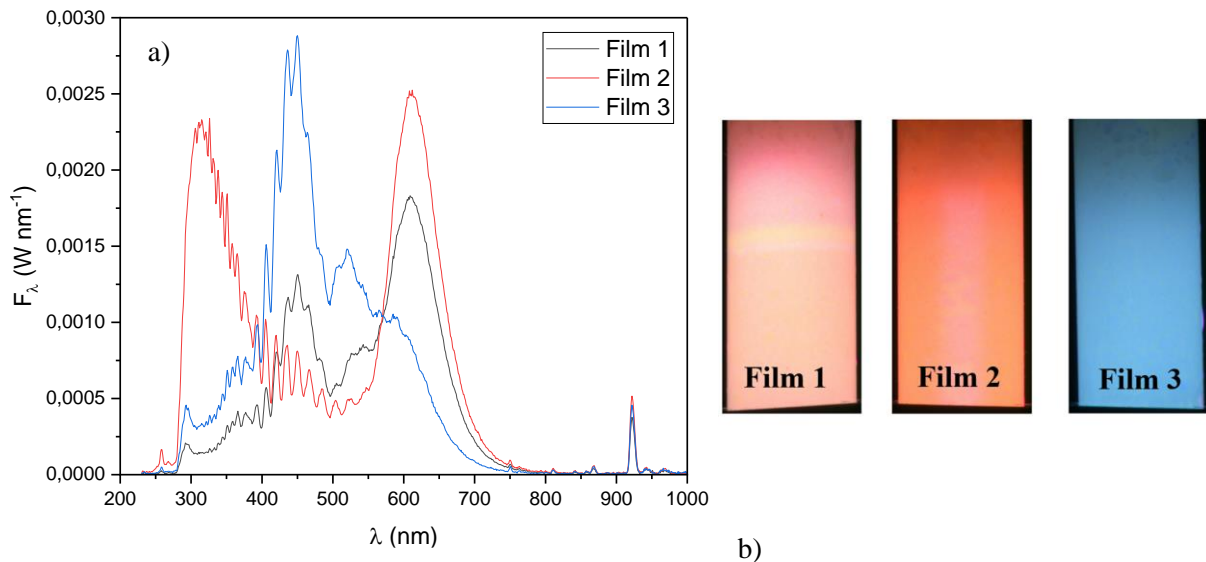 a)
Film 1
Film 2
Film 3
0,0030
0,0025
0,0020
0,0015
0,0010
0,0005
0,0000
F_λ (W nm⁻¹)
200 300 400 500 600 700 800 900 1000
λ (nm)
Film 1
Film 2
Film 3
b)